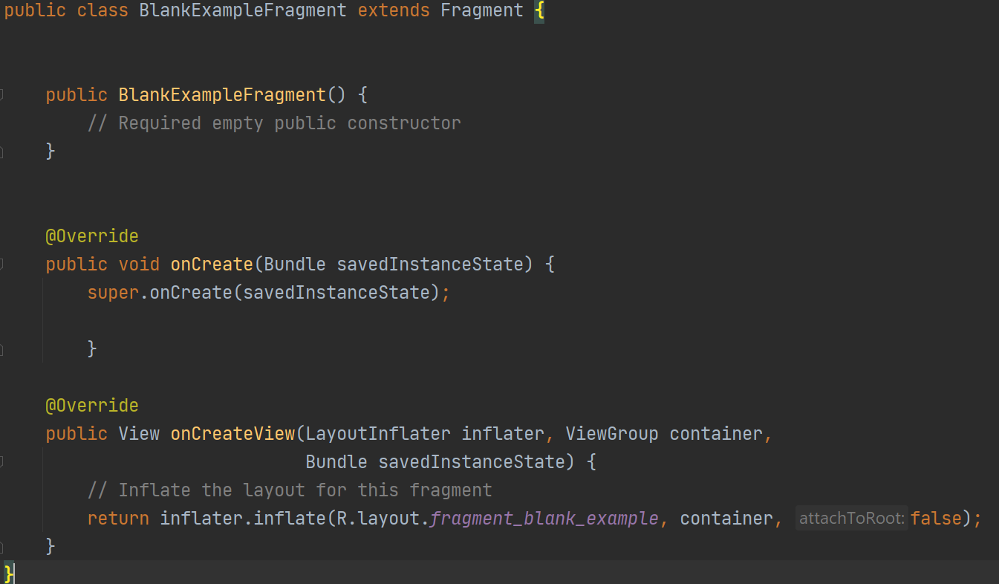 public class BlankExampleFragment extends Fragment {
public BlankExampleFragment() {
// Required empty public constructor
}
@Override
public void onCreate(Bundle savedInstanceState) {
super.onCreate(savedInstanceState);
}
@Override
public View onCreateView(LayoutInflater inflater, ViewGroup container,
Bundle savedInstanceState) {
// Inflate the layout for this fragment
return inflater.inflate(R.layout.fragment_blank_example, container, attachToRoot: false);
}
}